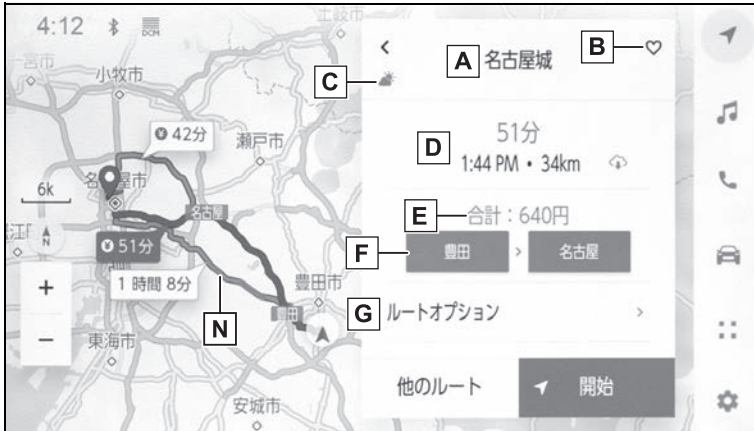 4:12 DCM
土岐市
小牧市
瀬戸市
42分
6k
N
名古屋
51分
1 時間 8分
N
豊田市
東海市
安城市
+
−
A 名古屋城
B
C
D
51分
1:44 PM • 34km
E 合計：640円
F 豊田 > 名古屋
G ルートオプション
他のルート
開始